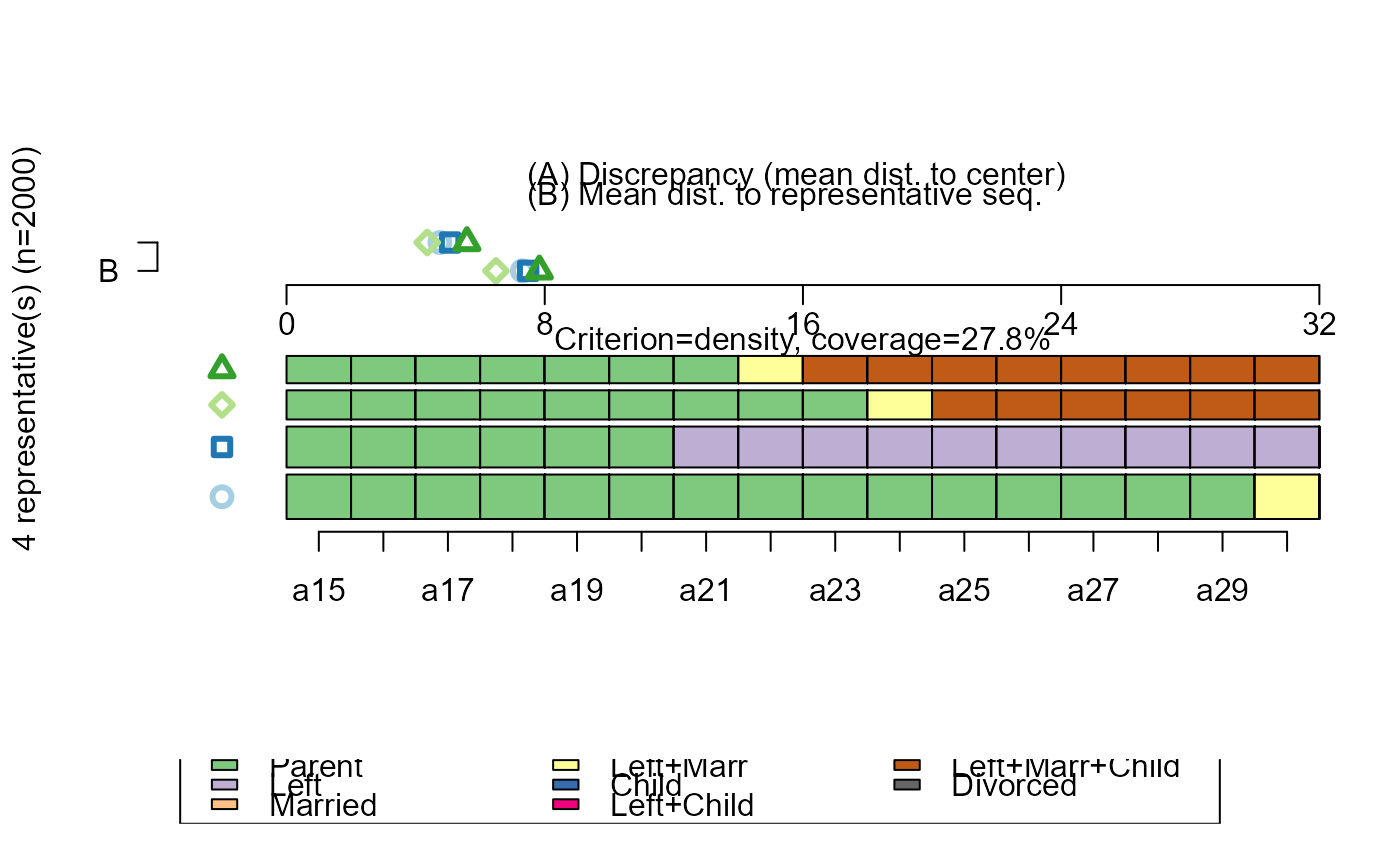 4 representative(s) (n=2000)
(A) Discrepancy (mean dist. to center)
(B) Mean dist. to representative seq.
B
0 8 16 24 32
Criterion=density, coverage=27.8%
a15 a17 a19 a21 a23 a25 a27 a29
Parent Left+Marr Left+Marr+Child
Left Child Divorced
Married Left+Child